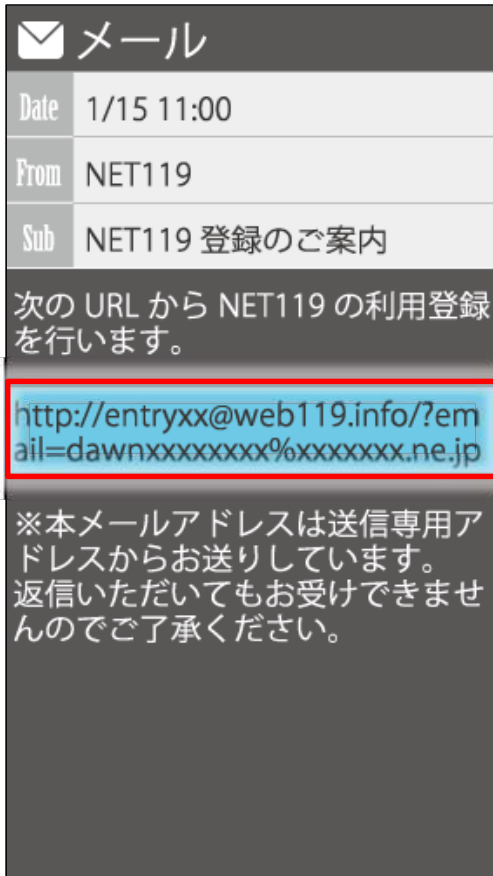 メール
Date 1/15 11:00
From NET119
Sub NET119 登録のご案内
次の URL から NET119 の利用登録
を行います。
http://entryxx@web119.info/?em
ail=dawnxxxxxxxx%xxxxxxx.ne.jp
※本メールアドレスは送信専用ア
ドレスからお送りしています。
返信いただいてもお受けできませ
んのでご了承ください。